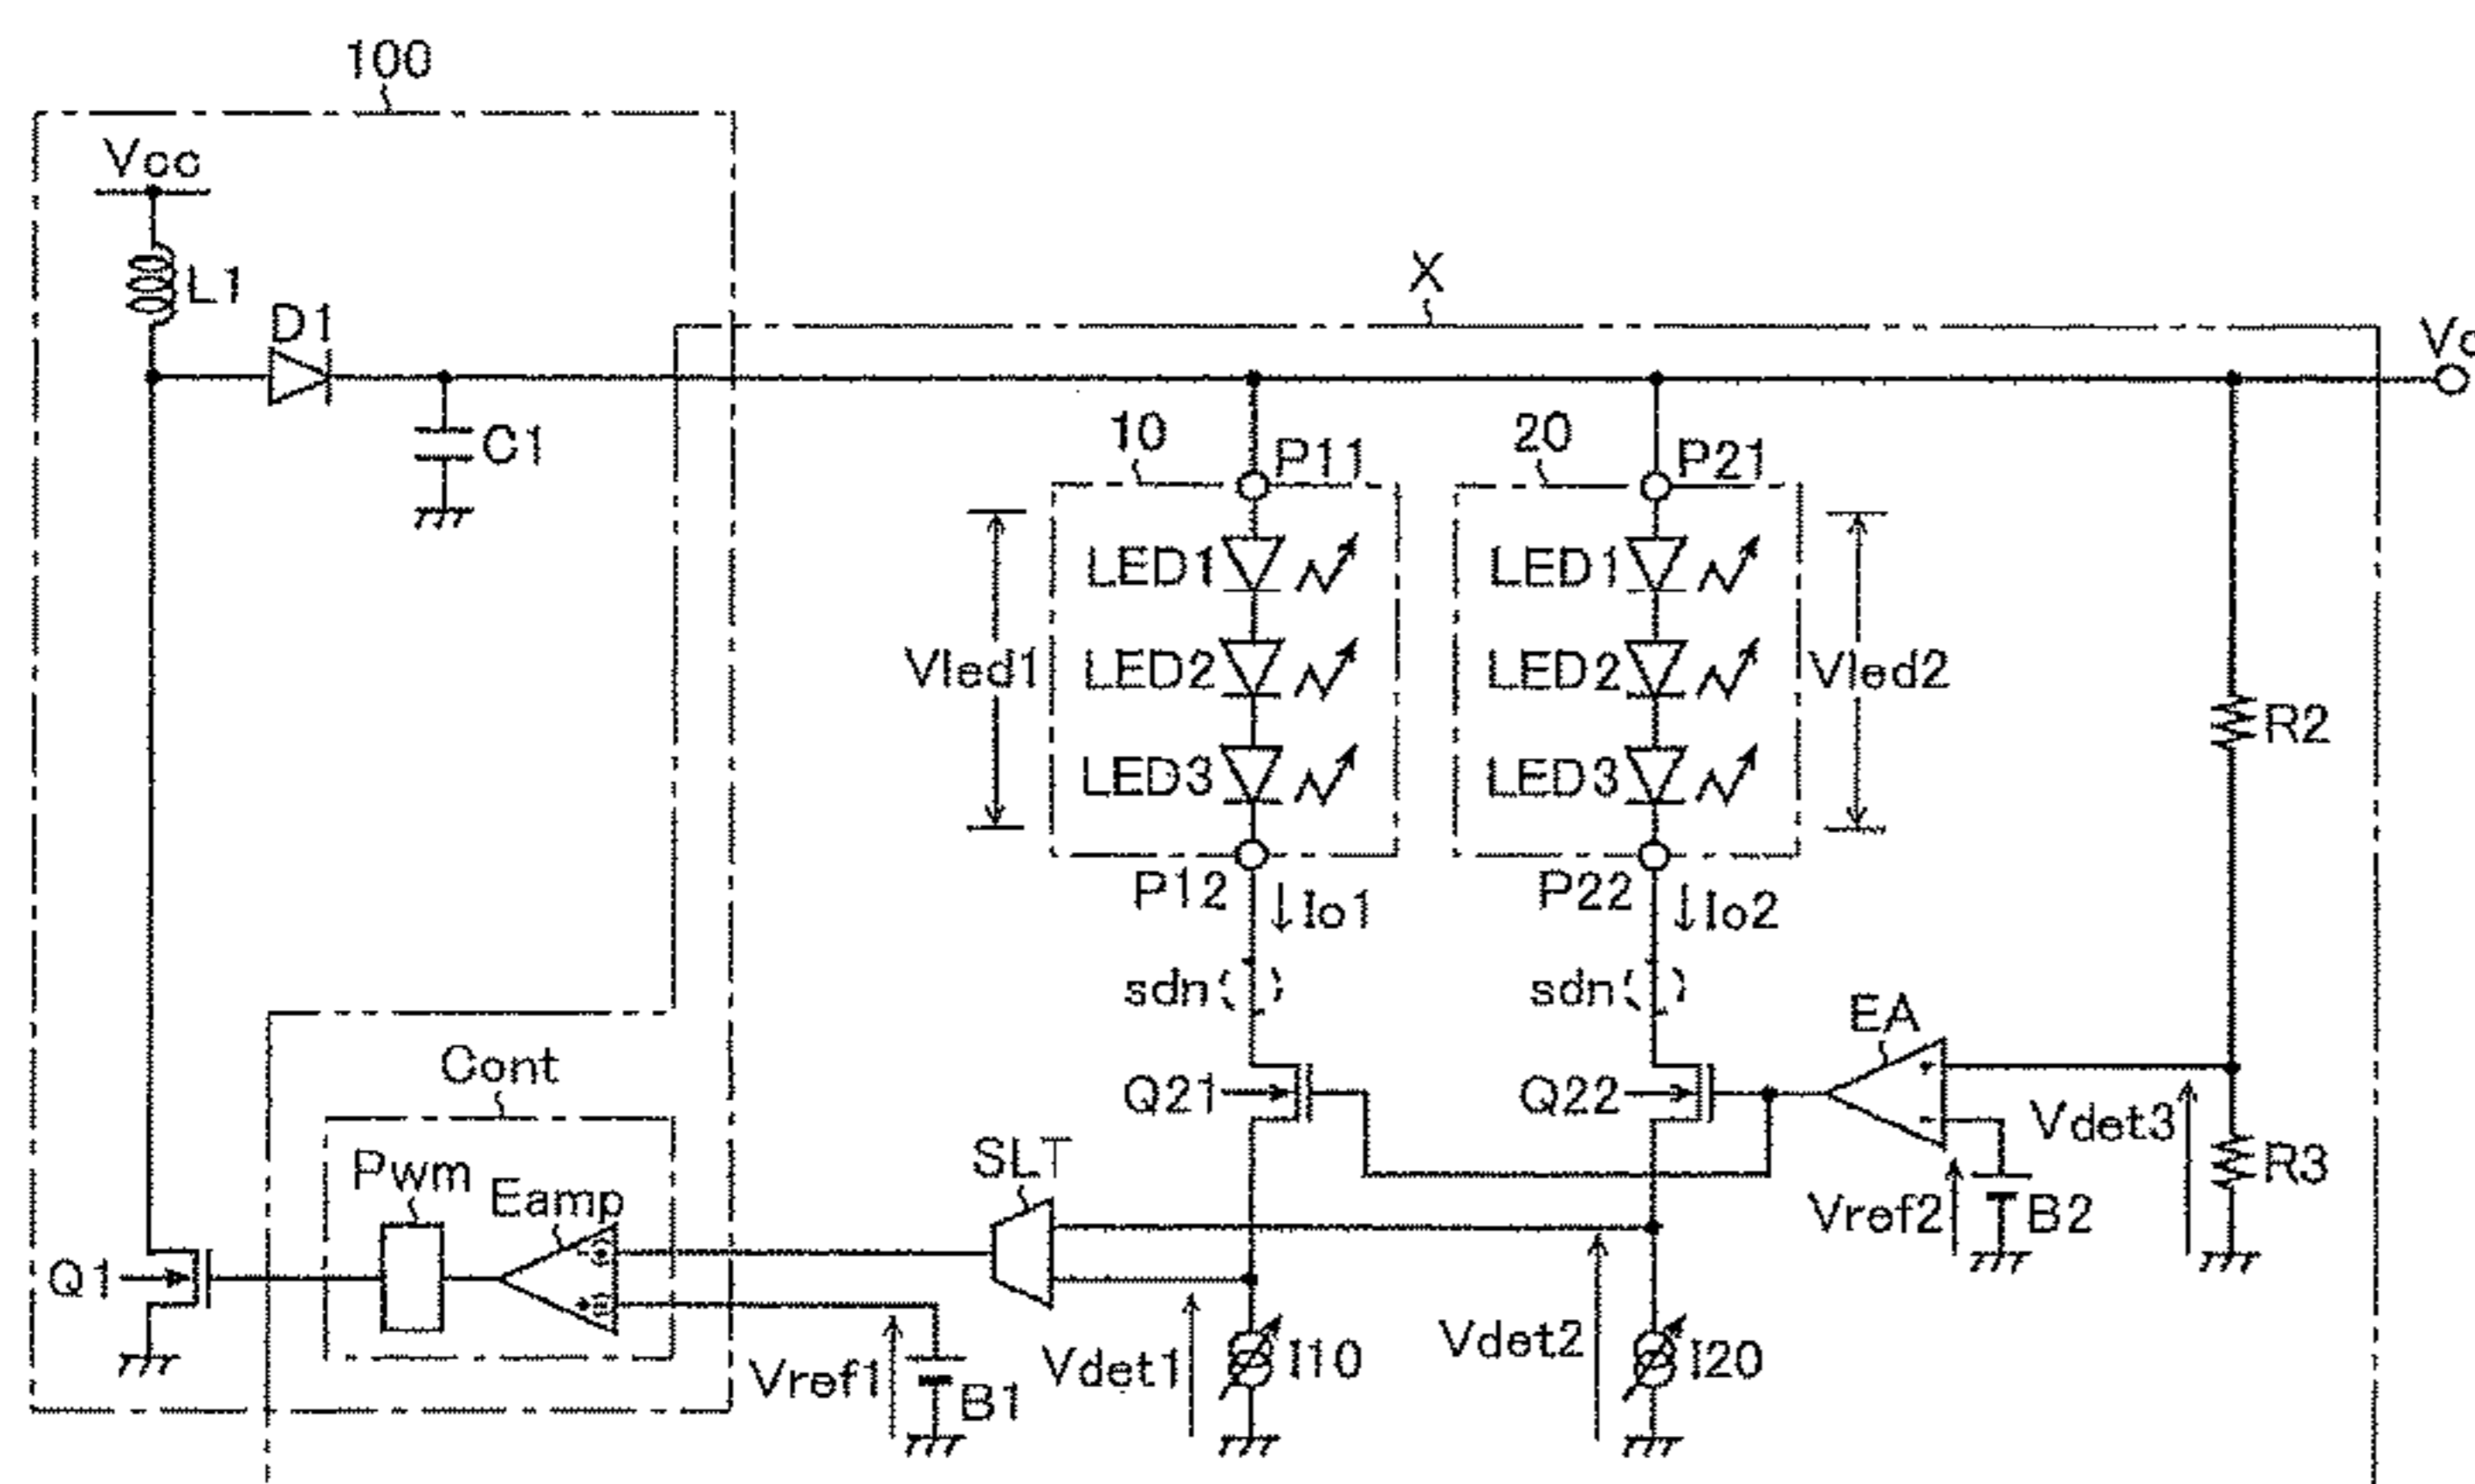 100
Vcc
L1
X
D1
C1
10
P11
20
P21
LED1
LED1
Vled1
LED2
LED2
Vled2
LED3
LED3
R2
P12
Io1
P22
Io2
sdn
sdn
EA
Cont
Q21
Q22
Vdet3
Pwm
Eamp
SLT
R3
Vref2
B2
Q1
Vref1
B1
Vdet1
I10
Vdet2
I20